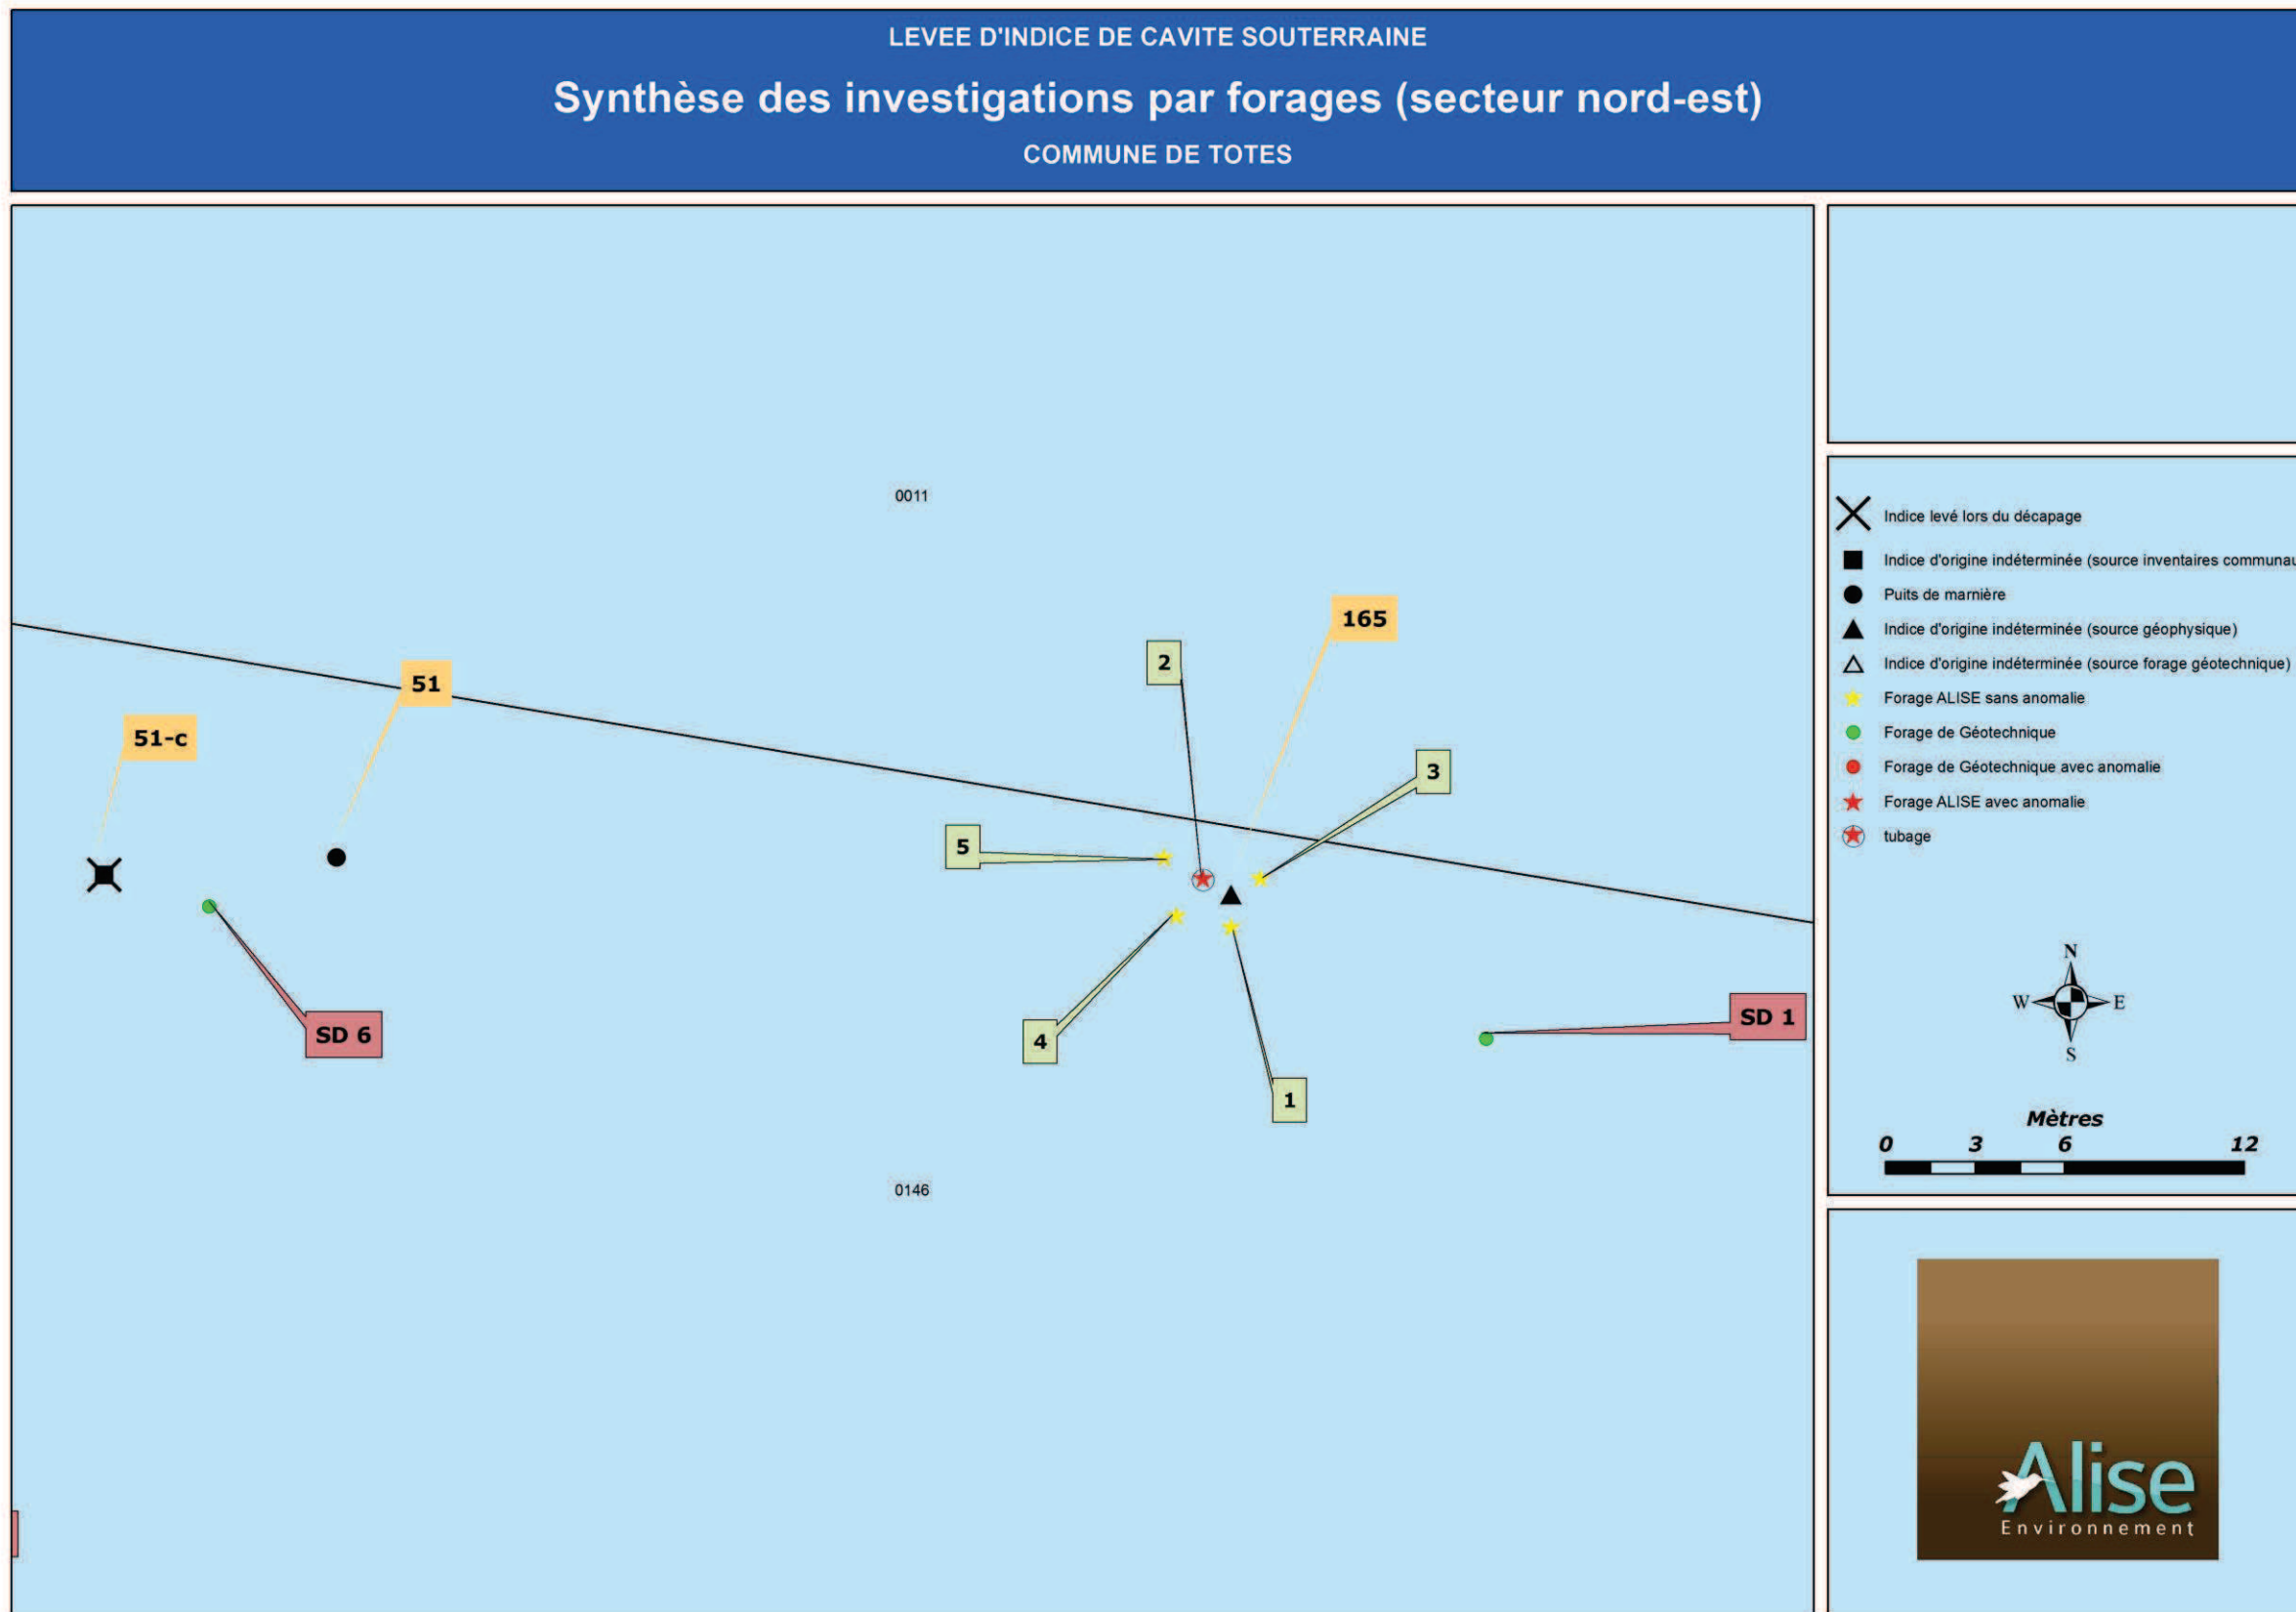 LEVEE D'INDICE DE CAVITE SOUTERRAINE
Synthèse des investigations par forages (secteur nord-est)
COMMUNE DE TOTES
0011
165
2
51
51-c
3
5
SD 6
4
SD 1
1
0146
Indice levé lors du décapage
Indice d'origine indéterminée (source inventaires communau
Puits de marnière
Indice d'origine indéterminée (source géophysique)
Indice d'origine indéterminée (source forage géotechnique)
Forage ALISE sans anomalie
Forage de Géotechnique
Forage de Géotechnique avec anomalie
Forage ALISE avec anomalie
tubage
N
W E
S
Mètres
0 3 6 12
Alise
Environnement